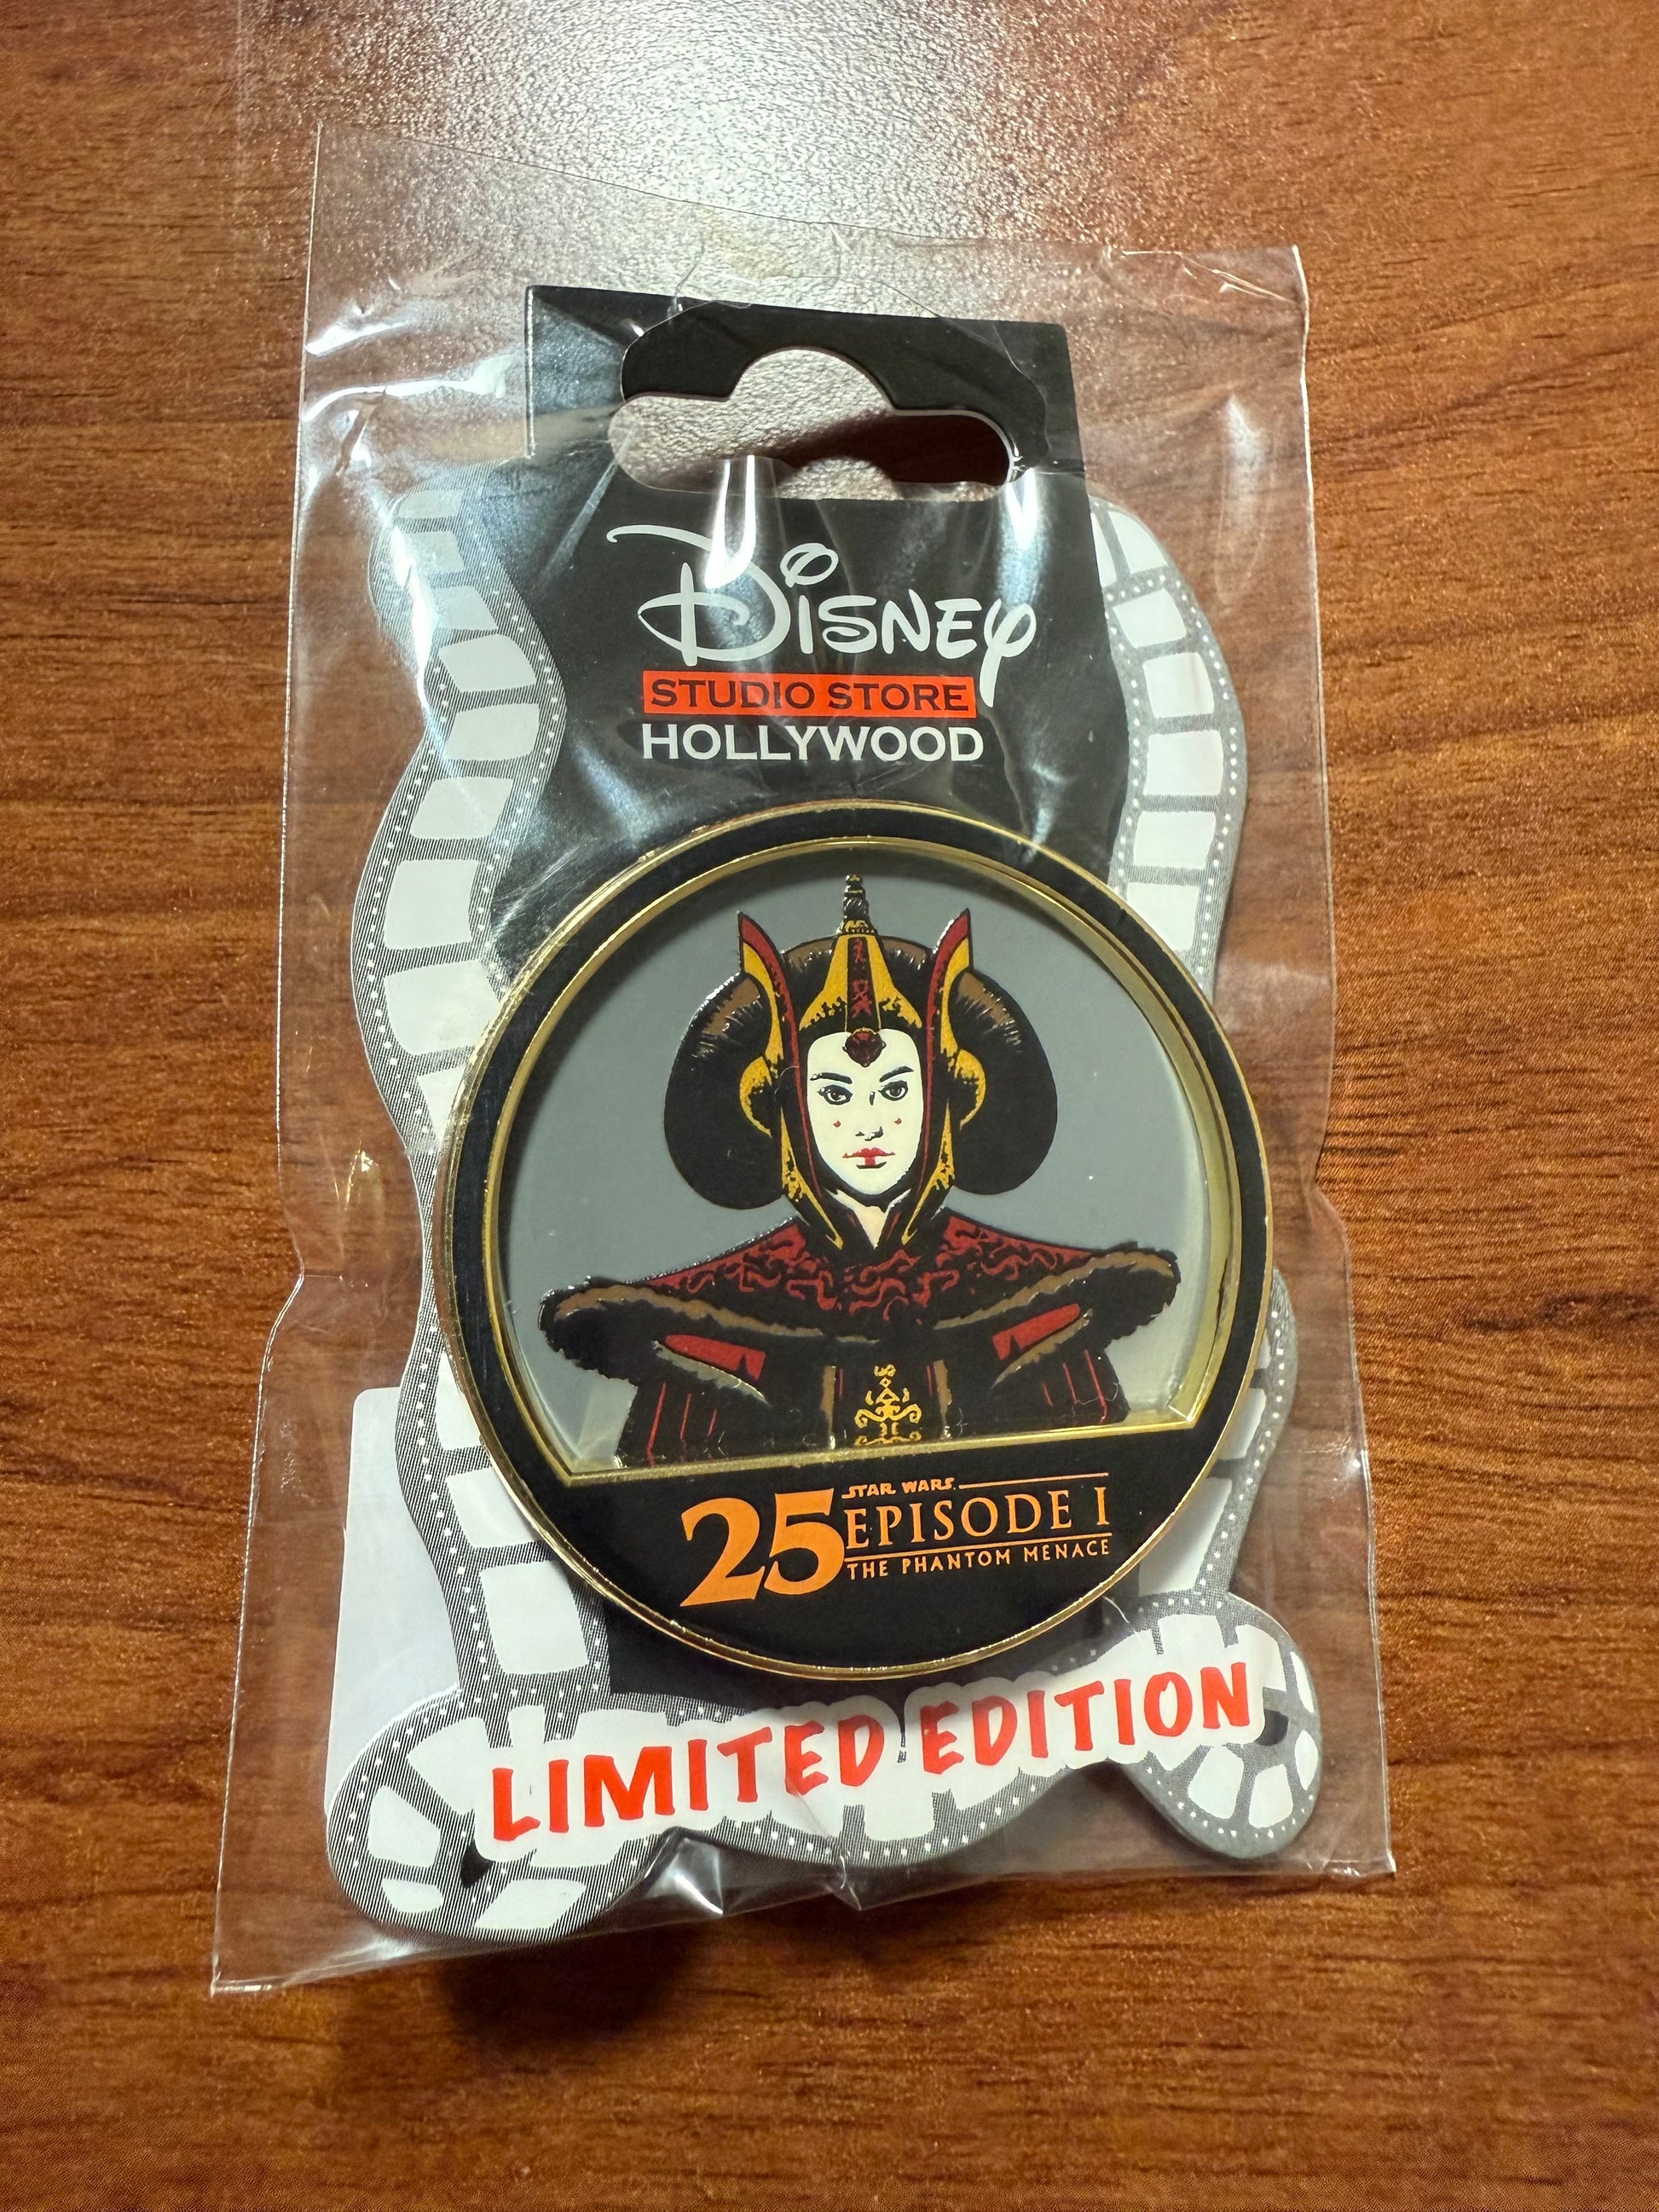 Disney
STUDIO STORE
HOLLYWOOD
25
STAR WARS
EPISODE I
THE PHANTOM MENACE
LIMITED EDITION